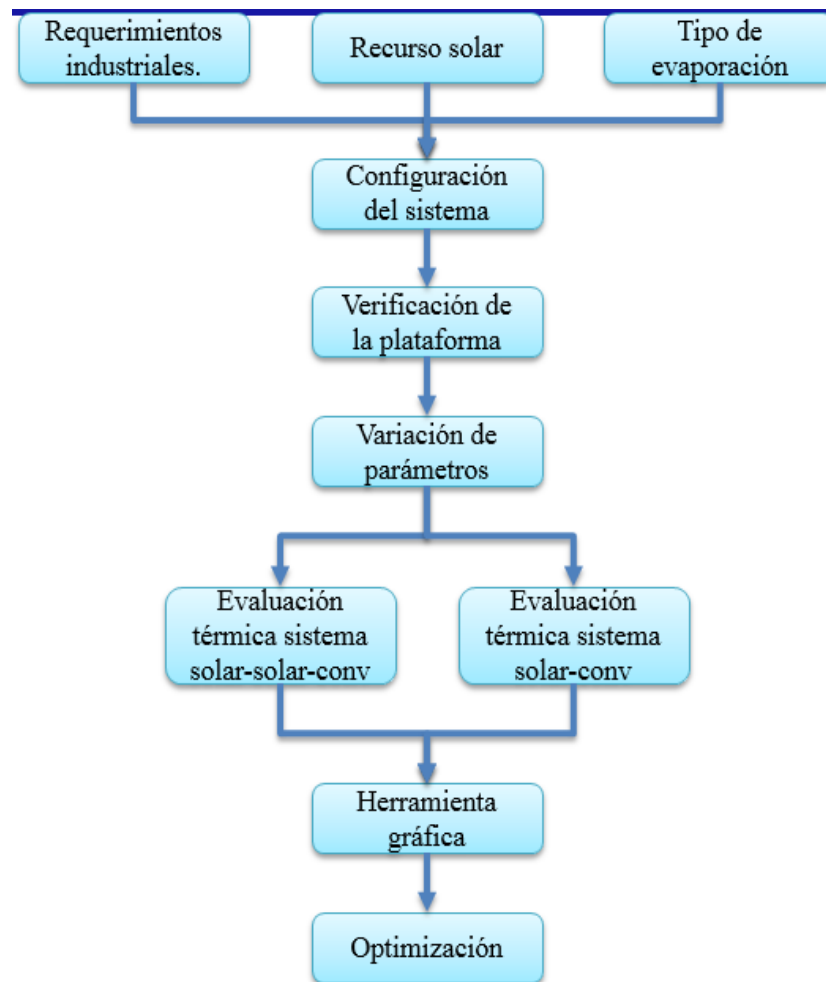 Requerimientos
industriales.
Recurso solar
Tipo de
evaporación
Configuración
del sistema
Verificación de
la plataforma
Variación de
parámetros
Evaluación
térmica sistema
solar-solar-conv
Evaluación
térmica sistema
solar-conv
Herramienta
gráfica
Optimización